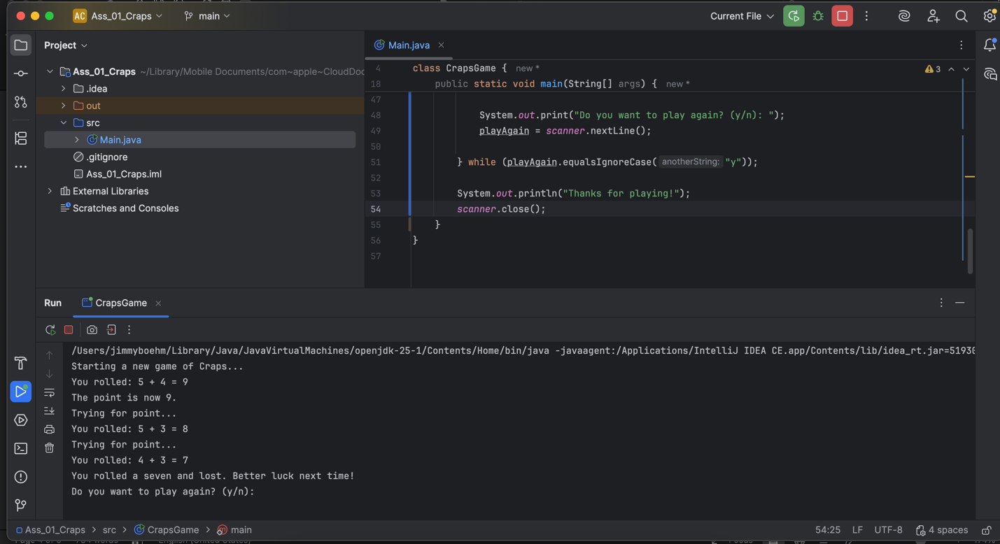 AC Ass_01_Craps main Current File
Project
Ass_01_Craps ~/Library/Mobile Documents/com~apple~CloudDoc
.idea
out
src
Main.java
.gitignore
Ass_01_Craps.iml
External Libraries
Scratches and Consoles
Main.java
3
4 class CrapsGame { new *
18 public static void main(String[] args) { new *
47
48 System.out.print("Do you want to play again? (y/n): ");
49 playAgain = scanner.nextLine();
50
51 } while (playAgain.equalsIgnoreCase( anotherString: "y"));
52
53 System.out.println("Thanks for playing!");
54 scanner.close();
55 }
56 }
57
Run CrapsGame
/Users/jimmyboehm/Library/Java/JavaVirtualMachines/openjdk-25-1/Contents/Home/bin/java -javaagent:/Applications/IntelliJ IDEA CE.app/Contents/lib/idea_rt.jar=51930
Starting a new game of Craps...
You rolled: 5 + 4 = 9
The point is now 9.
Trying for point...
You rolled: 5 + 3 = 8
Trying for point...
You rolled: 4 + 3 = 7
You rolled a seven and lost. Better luck next time!
Do you want to play again? (y/n):
Ass_01_Craps > src > CrapsGame > main 54:25 LF UTF-8 4 spaces